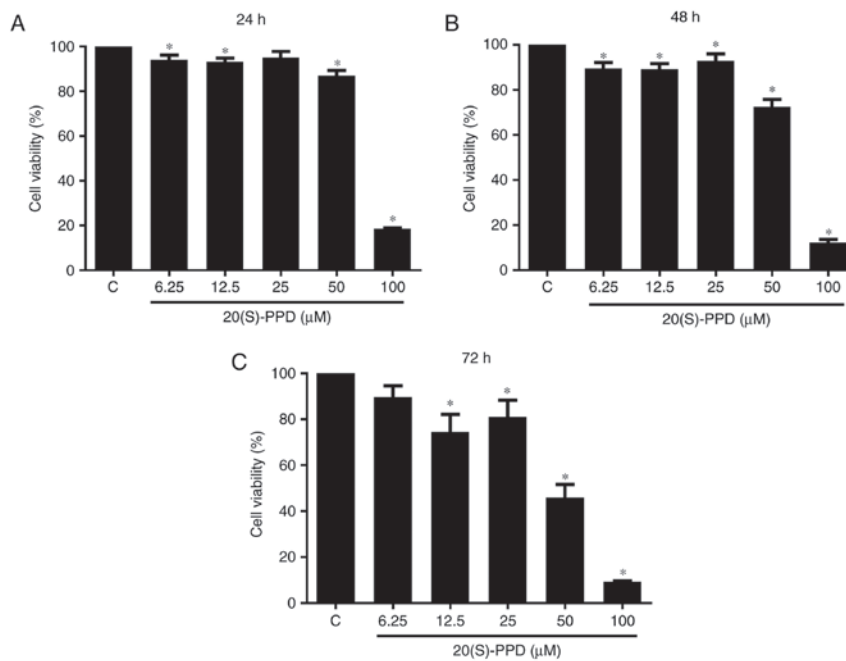 A
24 h
Cell viability (%)
100
80
60
40
20
0
* * * *
C 6.25 12.5 25 50 100
20(S)-PPD (μM)
B
48 h
Cell viability (%)
100
80
60
40
20
0
* * * * *
C 6.25 12.5 25 50 100
20(S)-PPD (μM)
C
72 h
Cell viability (%)
100
80
60
40
20
0
* * * *
C 6.25 12.5 25 50 100
20(S)-PPD (μM)